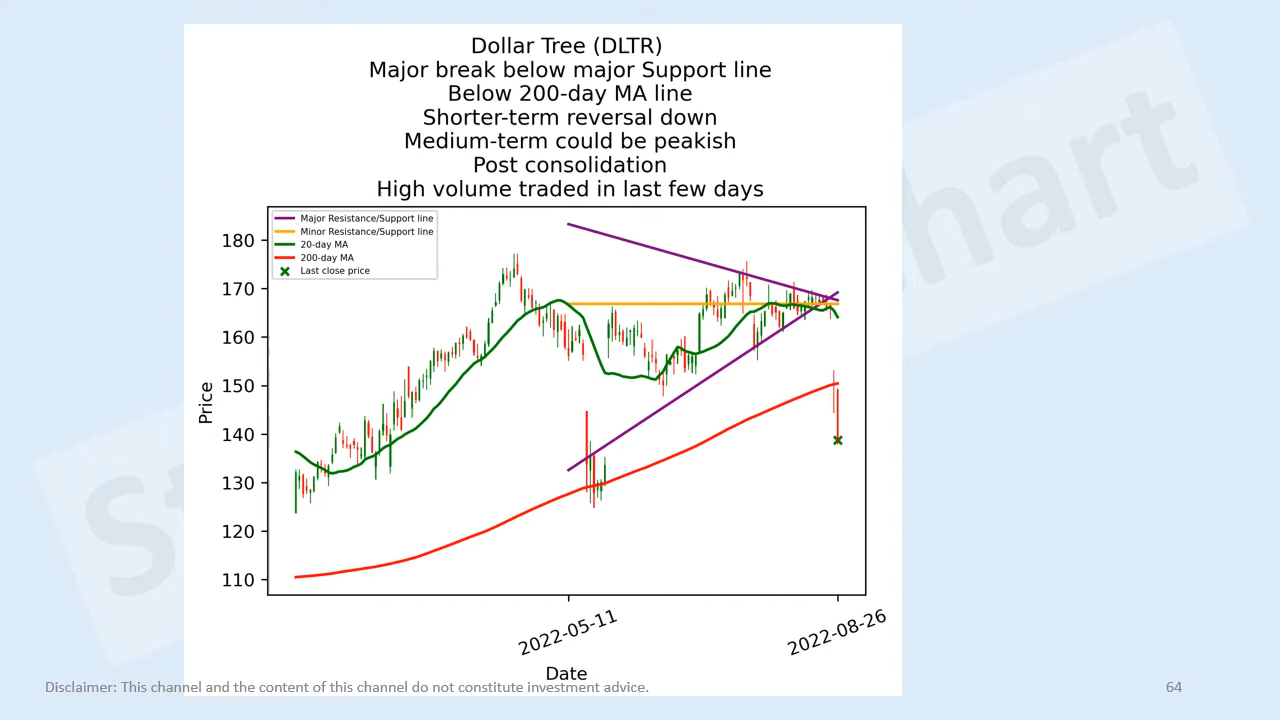 Dollar Tree (DLTR)
Major break below major Support line
Below 200-day MA line
Shorter-term reversal down
Medium-term could be peakish
Post consolidation
High volume traded in last few days
Major Resistance/Support line
Minor Resistance/Support line
20-day MA
200-day MA
Last close price
180
170
160
150
140
130
120
110
Price
2022-05-11
2022-08-26
Date
Disclaimer: This channel and the content of this channel do not constitute investment advice.
64